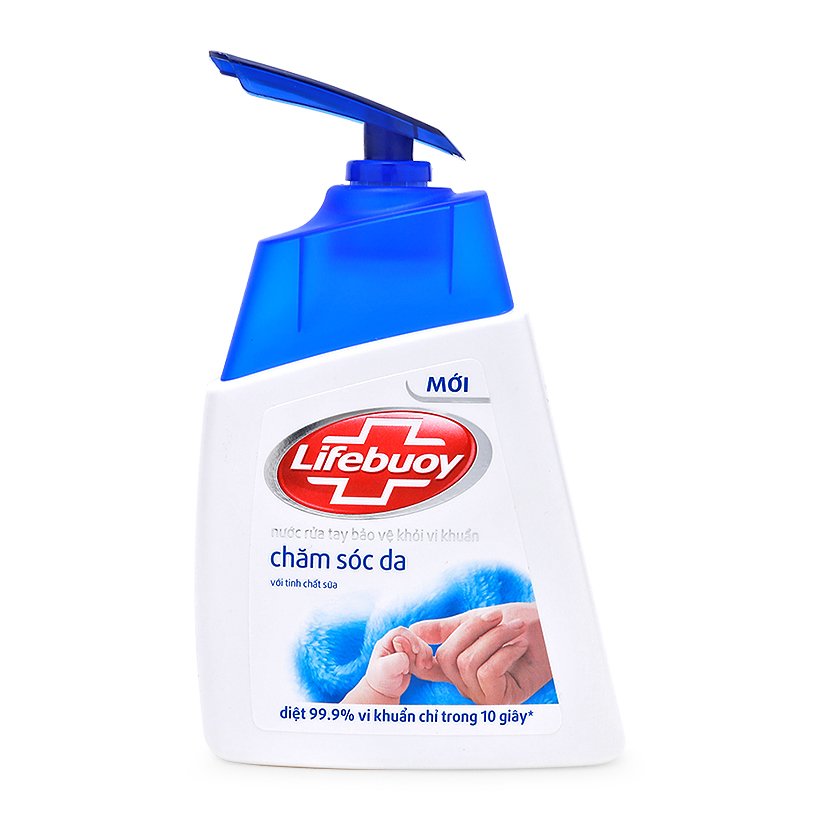 MỚI
Lifebuoy
nước rửa tay bảo vệ khỏi vi khuẩn
chăm sóc da
với tinh chất sữa
diệt 99.9% vi khuẩn chỉ trong 10 giây*